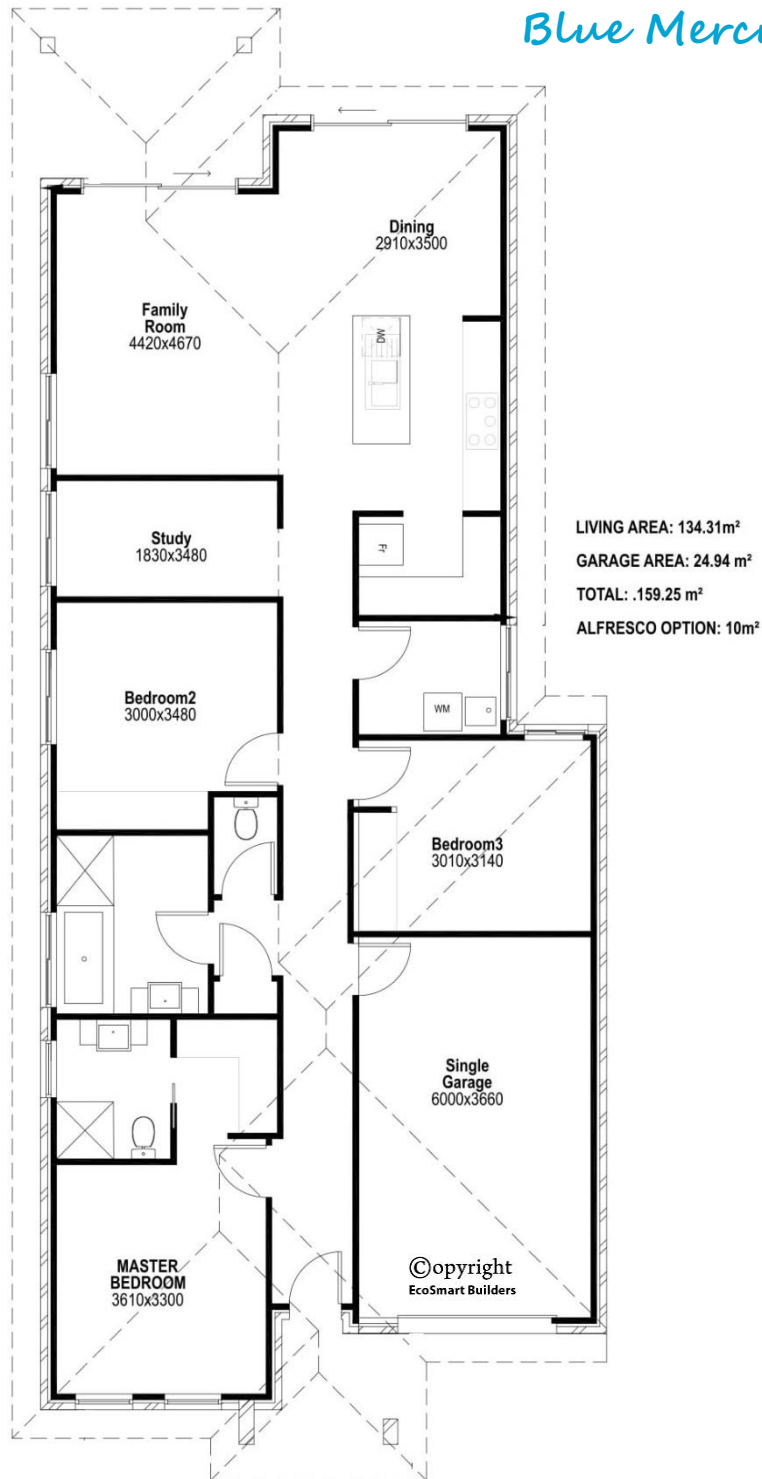 Blue
Dining
2910x3500
Family
Room
4420x4670
DW
Study
1830x3480
Fr
LIVING AREA: 134.31m²
GARAGE AREA: 24.94 m²
TOTAL: .159.25 m²
ALFRESCO OPTION: 10m²
Bedroom2
3000x3480
WM
Bedroom3
3010x3140
Single
Garage
6000x3660
MASTER
BEDROOM
3610x3300
©opyright
EcoSmart Builders